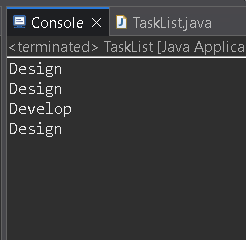 Console
TaskList.java
<terminated> TaskList [Java Applica
Design
Design
Develop
Design